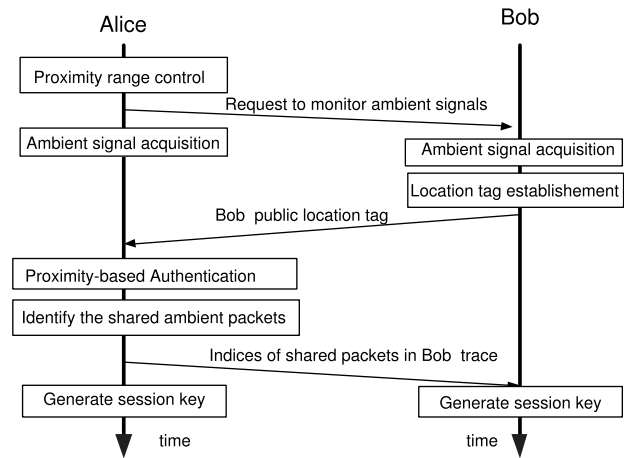 Alice
Bob
Proximity range control
Request to monitor ambient signals
Ambient signal acquisition
Ambient signal acquisition
Location tag establishement
Bob public location tag
Proximity-based Authentication
Identify the shared ambient packets
Indices of shared packets in Bob trace
Generate session key
Generate session key
time
time